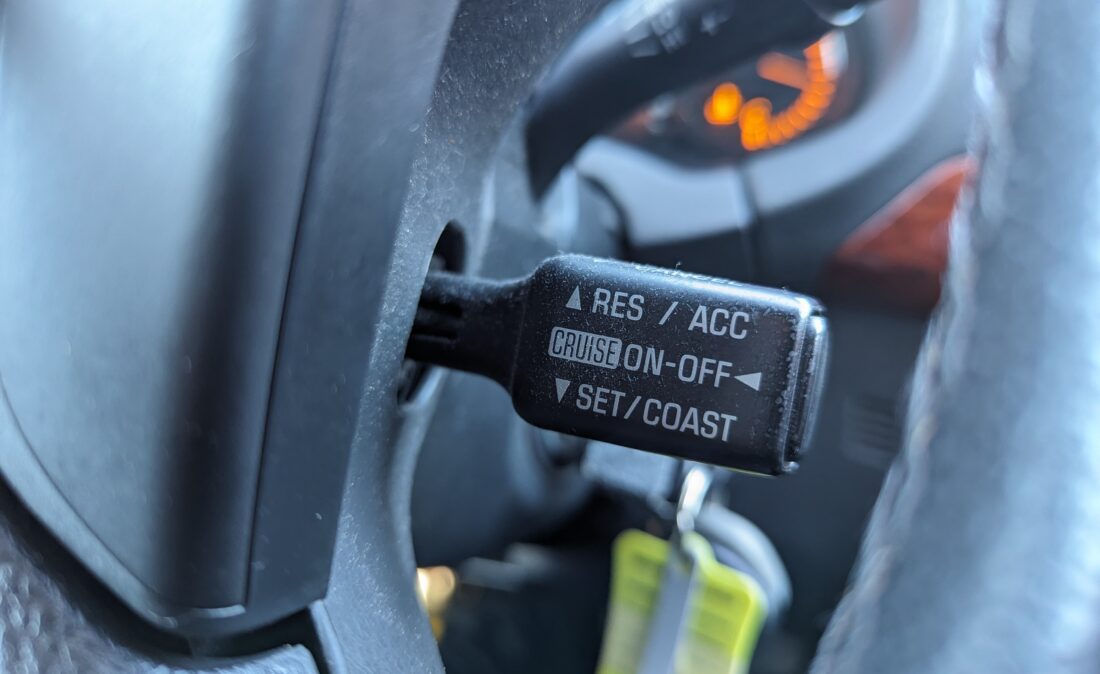 ▲ RES / ACC
CRUISE ON-OFF ◄
▼ SET/COAST